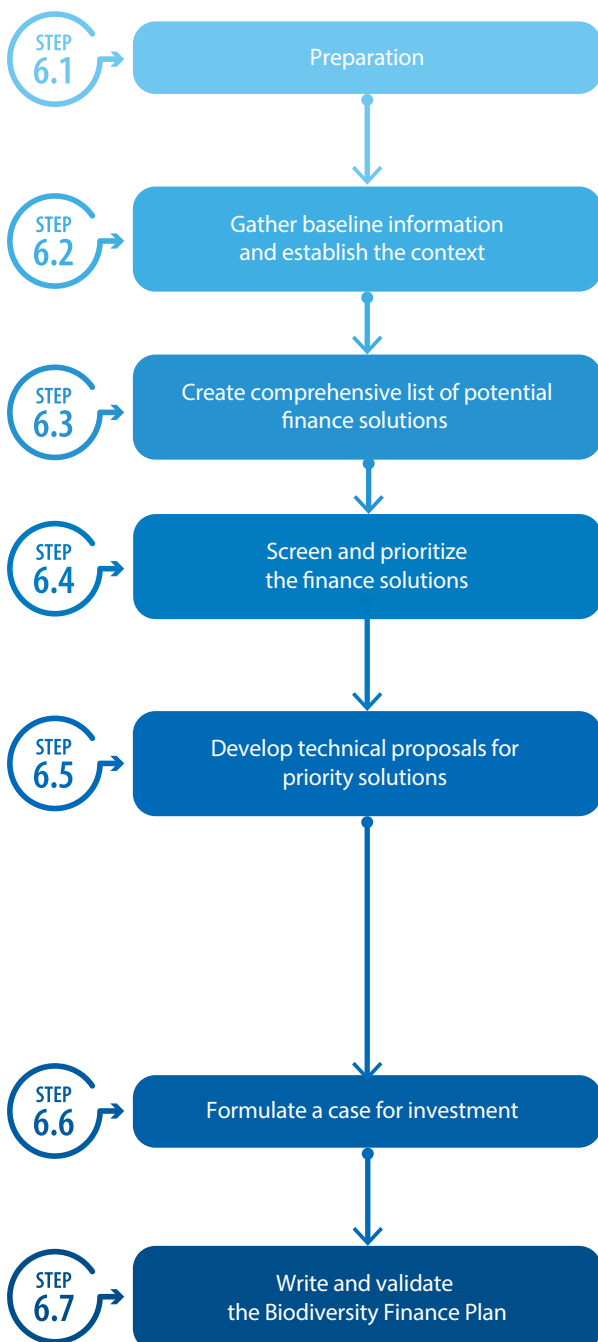 STEP
6.1
Preparation
STEP
6.2
Gather baseline information
and establish the context
STEP
6.3
Create comprehensive list of potential
finance solutions
STEP
6.4
Screen and prioritize
the finance solutions
STEP
6.5
Develop technical proposals for
priority solutions
STEP
6.6
Formulate a case for investment
STEP
6.7
Write and validate
the Biodiversity Finance Plan